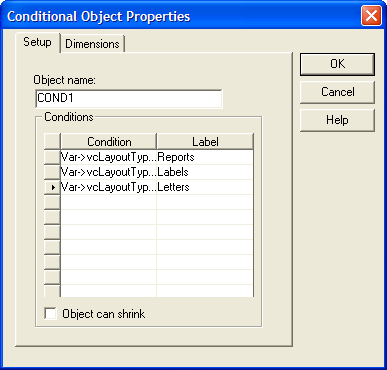 Conditional Object Properties
Setup Dimensions
OK
Cancel
Help
Object name:
COND1
Conditions
Condition Label
Var->vcLayoutTyp... Reports
Var->vcLayoutTyp... Labels
Var->vcLayoutTyp... Letters
Object can shrink